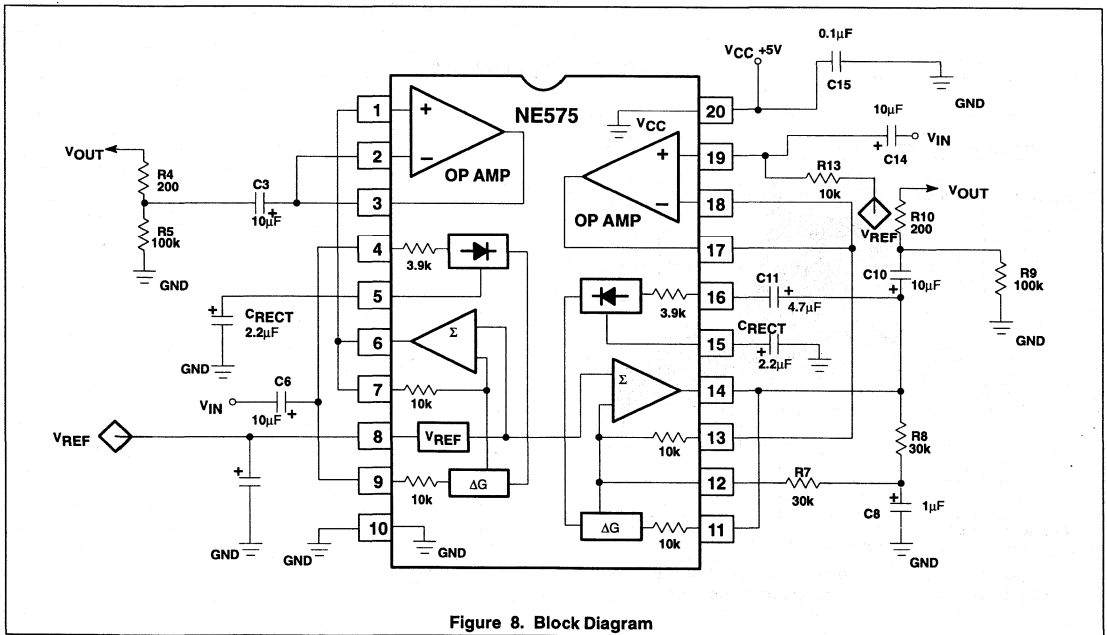 0.1µF
VCC +5V
C15
GND
NE575
10µF
VCC
VIN
C14
1
+
20
2
−
OP AMP
+
19
R13
10k
VOUT
R4
200
C3
10µF
+
3
OP AMP
−
18
VREF
VOUT
R10
200
R5
100k
GND
4
3.9k
17
C10
10µF
+
R9
100k
GND
5
CRECT
2.2µF
+
GND
3.9k
16
C11
+
4.7µF
15
CRECT
+
2.2µF
6
Σ
7
10k
Σ
14
VIN
C6
10µF
+
VREF
8
VREF
10k
13
R8
30k
9
10k
ΔG
12
R7
30k
+
GND
10
GND
GND
ΔG
10k
11
+
C8
1µF
GND
Figure 8. Block Diagram